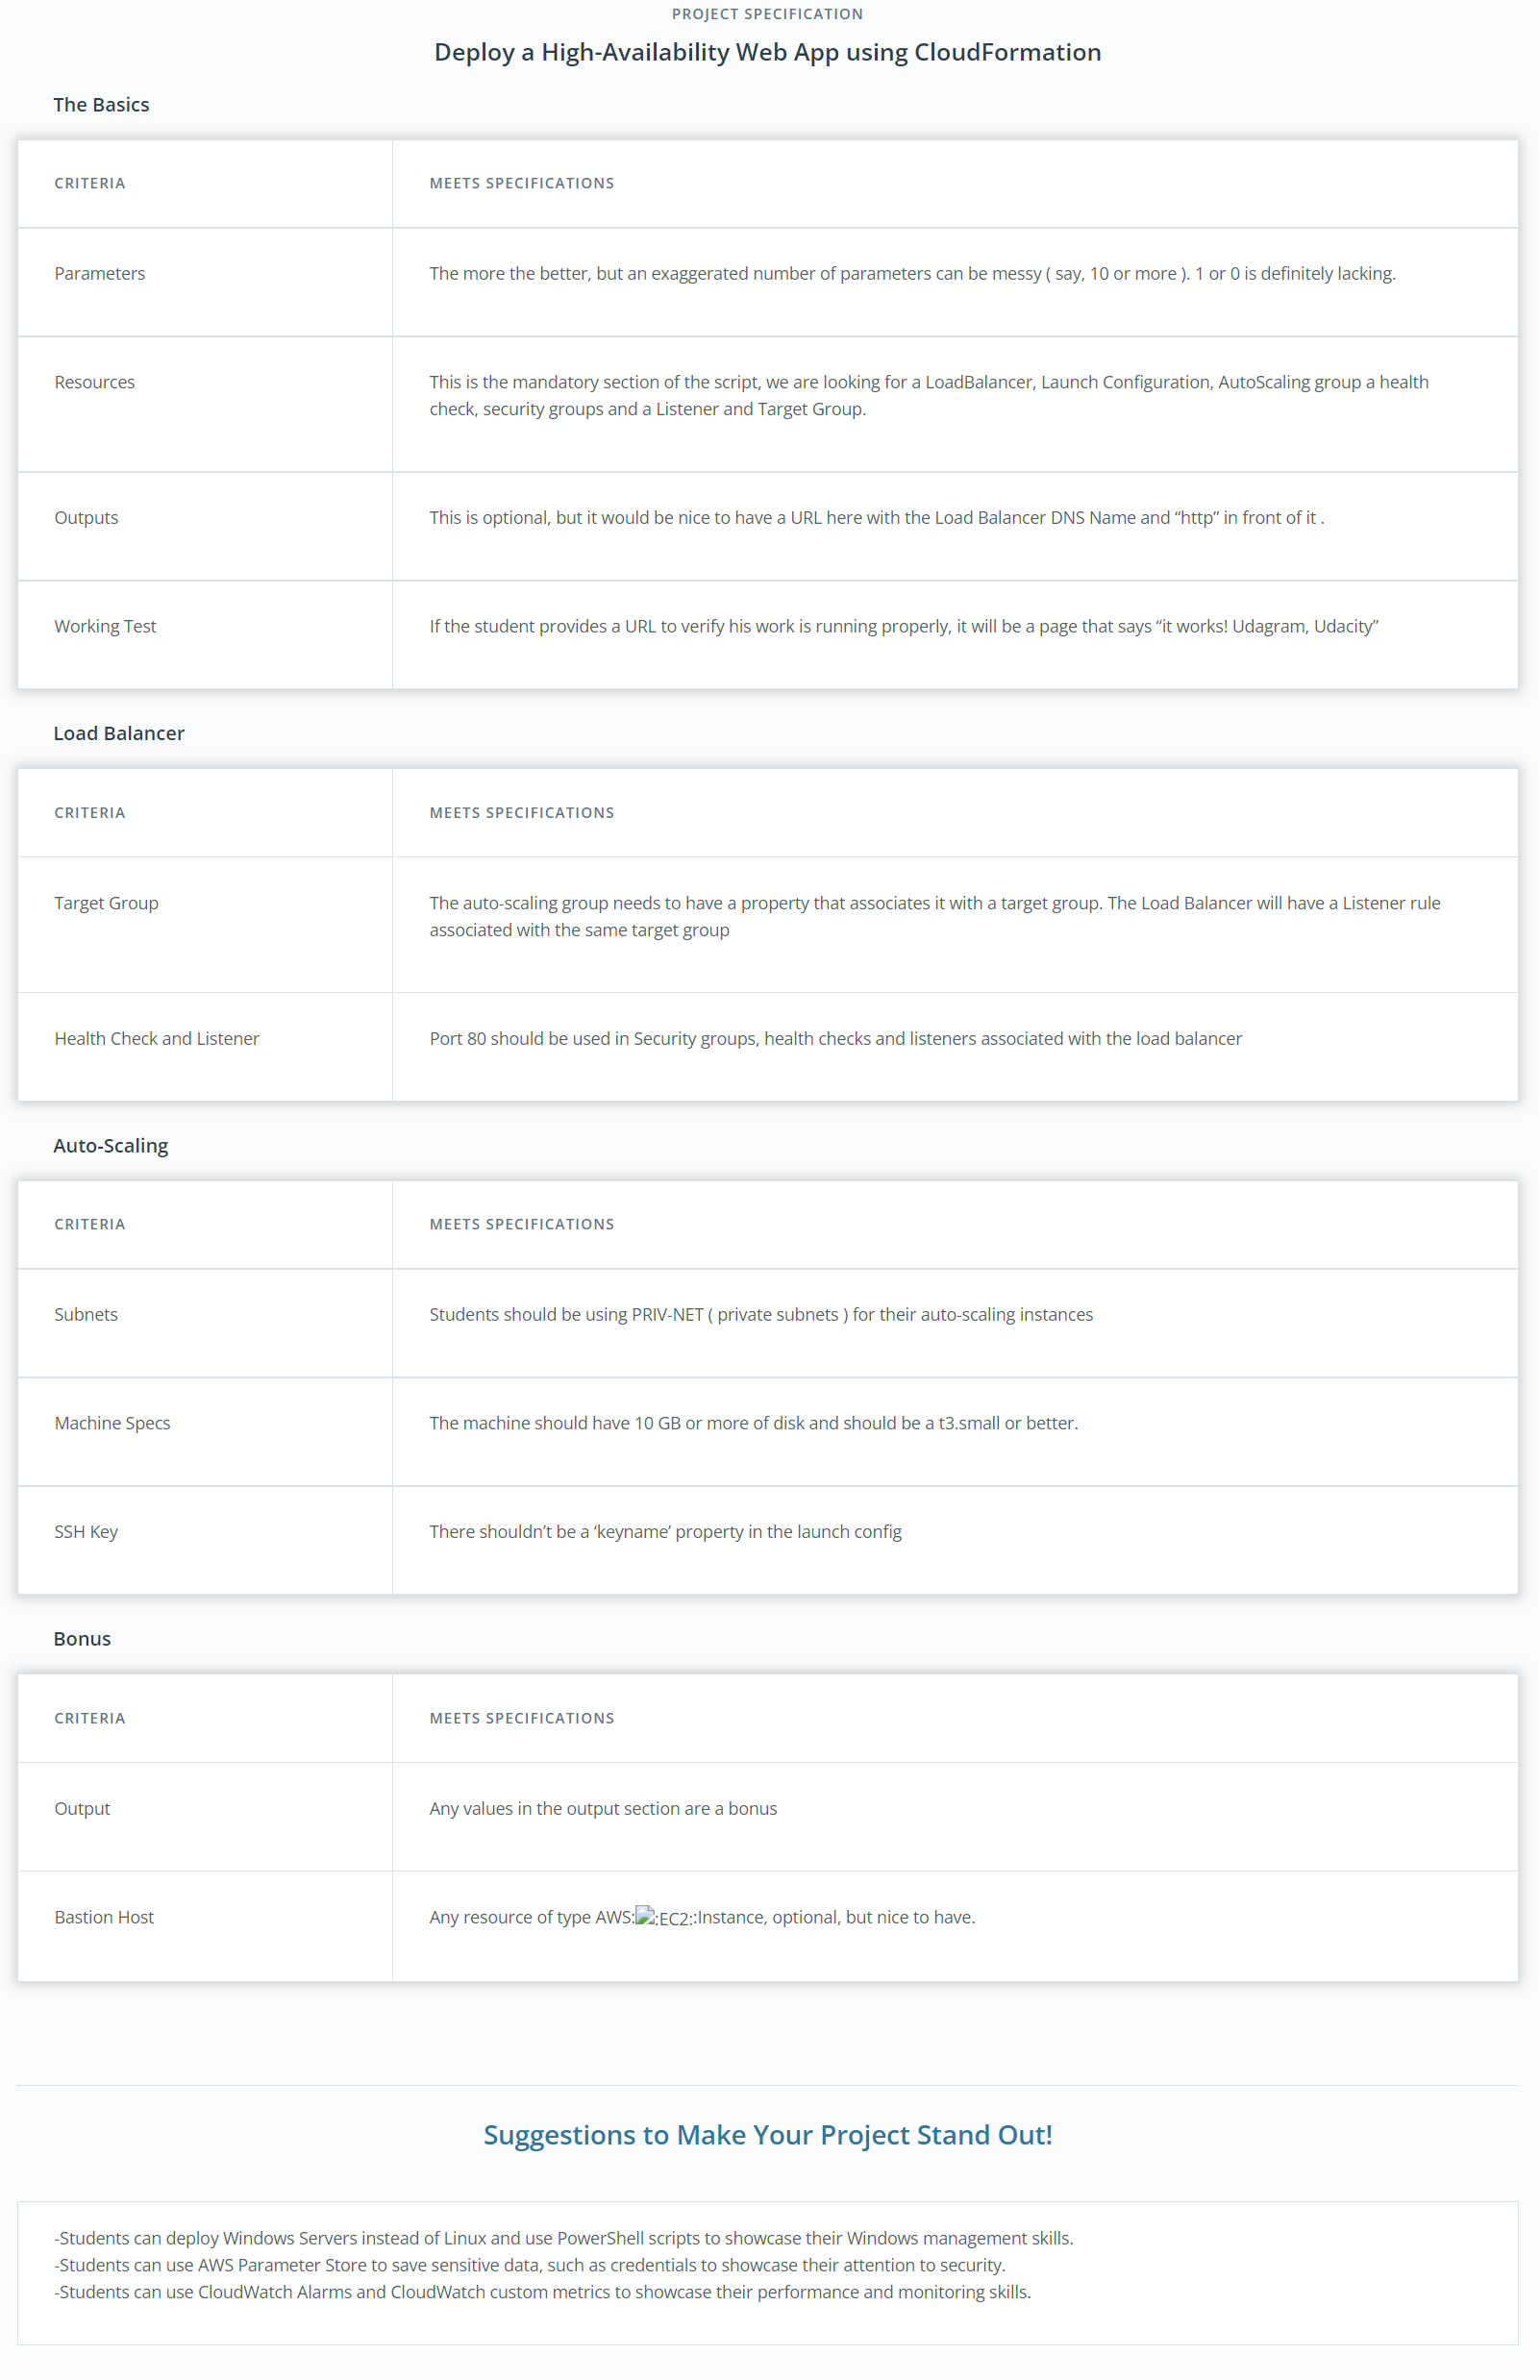 PROJECT SPECIFICATION
Deploy a High-Availability Web App using CloudFormation
The Basics
CRITERIA
MEETS SPECIFICATIONS
Parameters
The more the better, but an exaggerated number of parameters can be messy ( say, 10 or more ). 1 or 0 is definitely lacking.
Resources
This is the mandatory section of the script, we are looking for a LoadBalancer, Launch Configuration, AutoScaling group a health
check, security groups and a Listener and Target Group.
Outputs
This is optional, but it would be nice to have a URL here with the Load Balancer DNS Name and “http” in front of it .
Working Test
If the student provides a URL to verify his work is running properly, it will be a page that says “it works! Udagram, Udacity”
Load Balancer
CRITERIA
MEETS SPECIFICATIONS
Target Group
The auto-scaling group needs to have a property that associates it with a target group. The Load Balancer will have a Listener rule
associated with the same target group
Health Check and Listener
Port 80 should be used in Security groups, health checks and listeners associated with the load balancer
Auto-Scaling
CRITERIA
MEETS SPECIFICATIONS
Subnets
Students should be using PRIV-NET ( private subnets ) for their auto-scaling instances
Machine Specs
The machine should have 10 GB or more of disk and should be a t3.small or better.
SSH Key
There shouldn’t be a ‘keyname’ property in the launch config
Bonus
CRITERIA
MEETS SPECIFICATIONS
Output
Any values in the output section are a bonus
Bastion Host
Any resource of type AWS::EC2::Instance, optional, but nice to have.
Suggestions to Make Your Project Stand Out!
-Students can deploy Windows Servers instead of Linux and use PowerShell scripts to showcase their Windows management skills.
-Students can use AWS Parameter Store to save sensitive data, such as credentials to showcase their attention to security.
-Students can use CloudWatch Alarms and CloudWatch custom metrics to showcase their performance and monitoring skills.